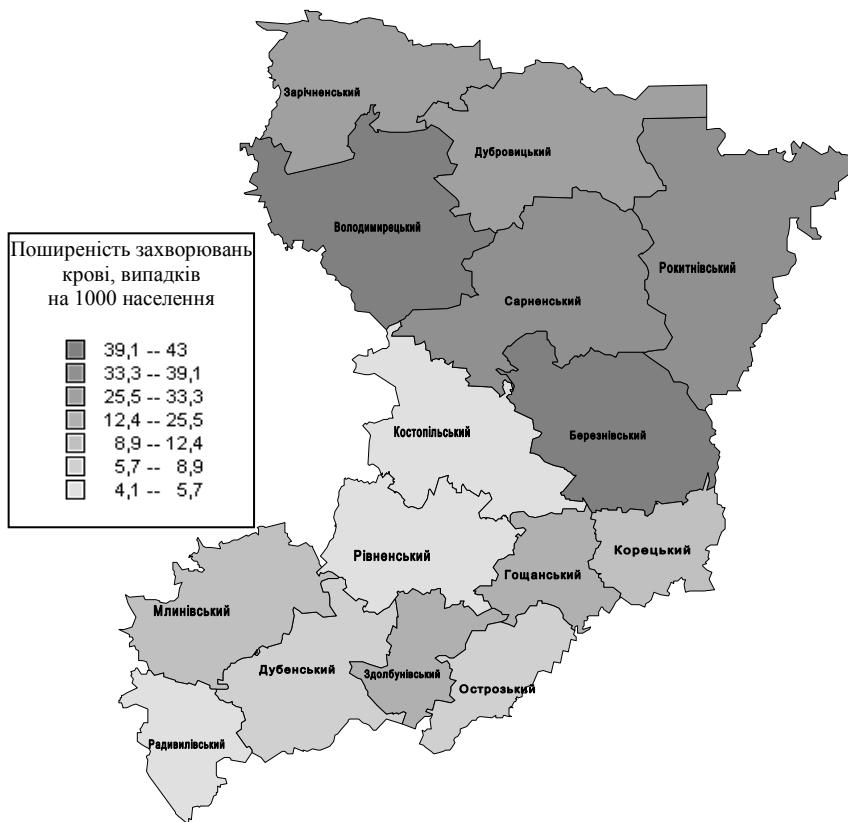 Зарічненський
Дубровицький
Володимирецький
Рокитнівський
Сарненський
Поширеність захворювань
крові, випадків
на 1000 населення
39,1 -- 43
33,3 -- 39,1
25,5 -- 33,3
12,4 -- 25,5
8,9 -- 12,4
5,7 -- 8,9
4,1 -- 5,7
Костопільський
Березнівський
Рівненський
Корецький
Гощанський
Млинівський
Дубенський
Здолбунівський
Острозький
Радивилівський